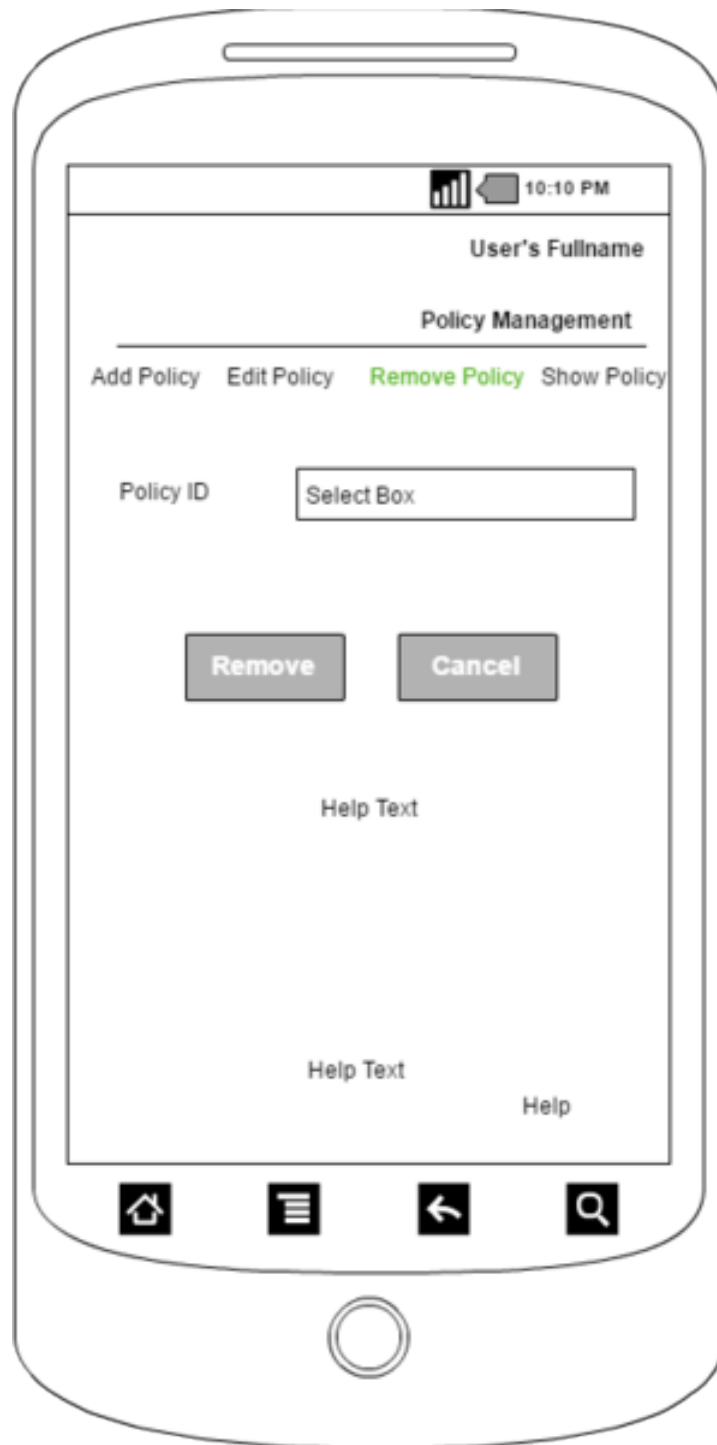 10:10 PM
User's Fullname
Policy Management
Add Policy Edit Policy Remove Policy Show Policy
Policy ID Select Box
Remove Cancel
Help Text
Help Text
Help